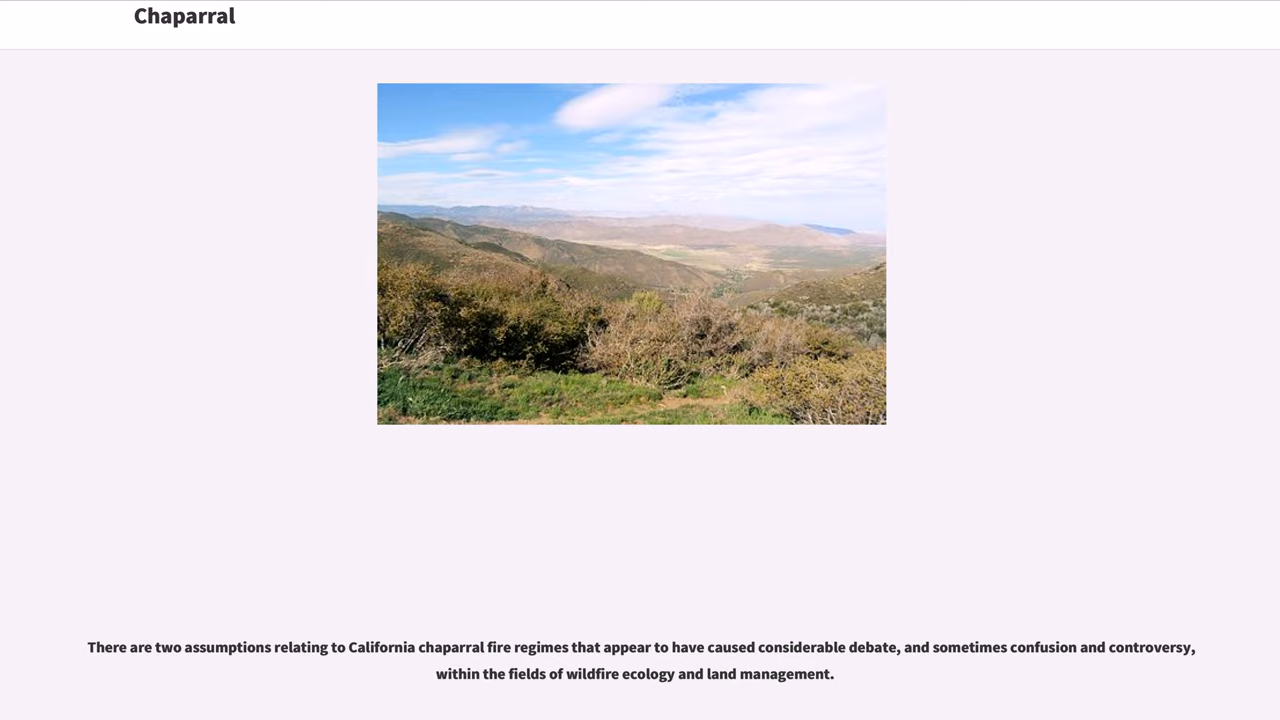 Chaparral
There are two assumptions relating to California chaparral fire regimes that appear to have caused considerable debate, and sometimes confusion and controversy,
within the fields of wildfire ecology and land management.